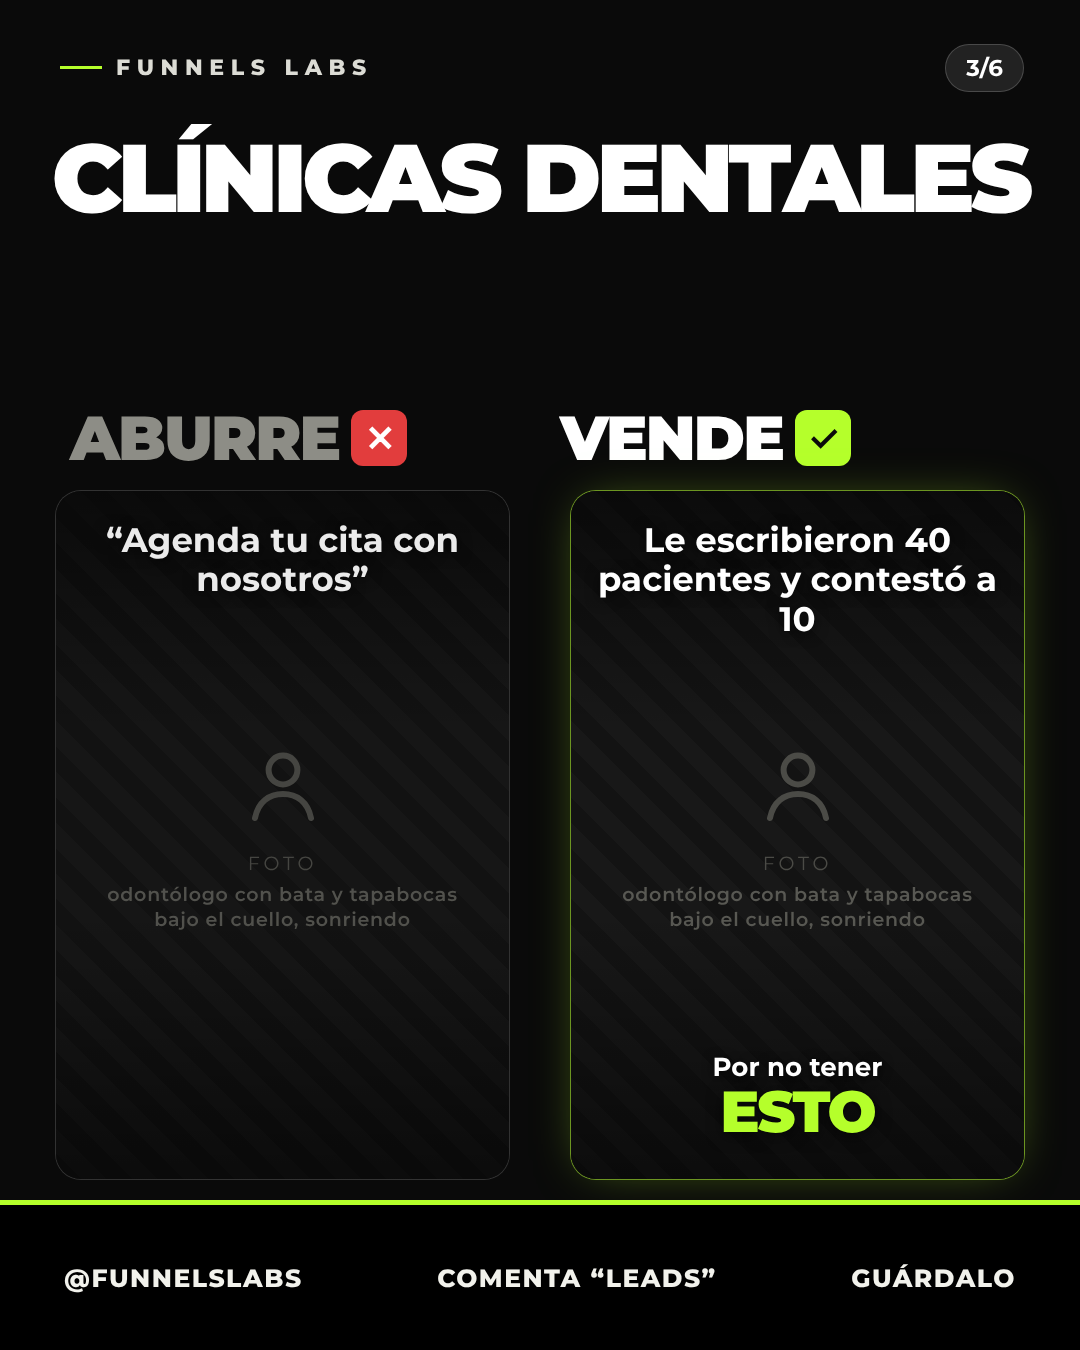 FUNNELS LABS
3/6
CLÍNICAS DENTALES
ABURRE
VENDE
“Agenda tu cita con
nosotros”
FOTO
odontólogo con bata y tapabocas
bajo el cuello, sonriendo
Le escribieron 40
pacientes y contestó a
10
FOTO
odontólogo con bata y tapabocas
bajo el cuello, sonriendo
Por no tener
ESTO
@FUNNELSLABS
COMENTA “LEADS”
GUÁRDALO